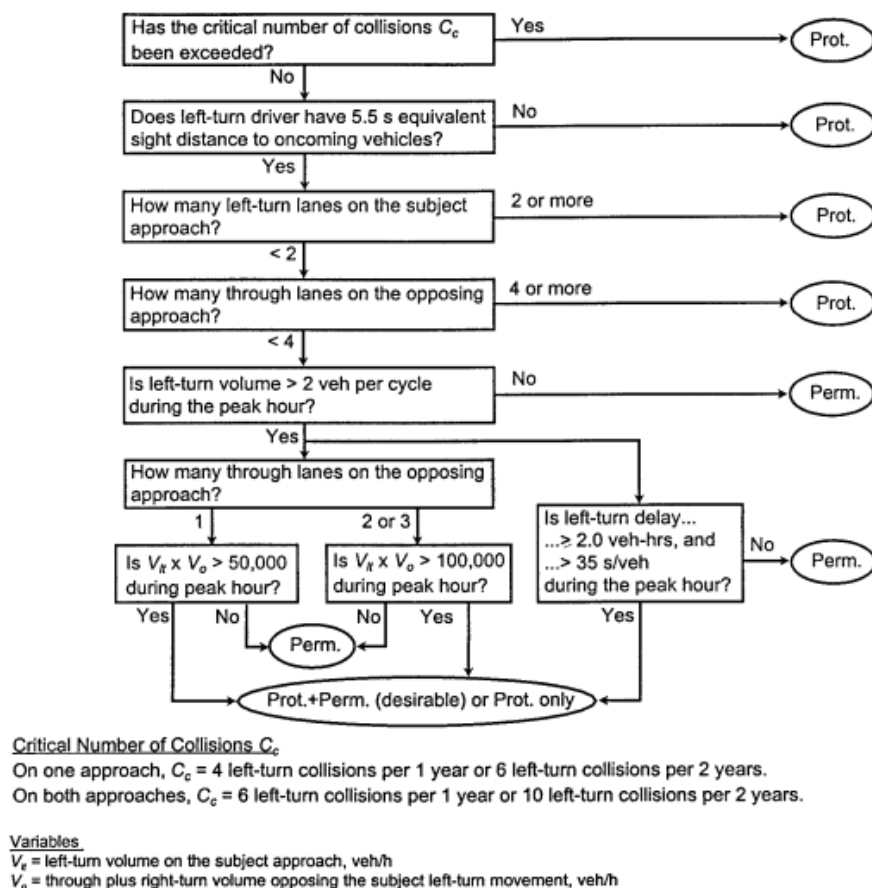 Has the critical number of collisions Cc
been exceeded?
Yes
Prot.
No
Does left-turn driver have 5.5 s equivalent
sight distance to oncoming vehicles?
No
Prot.
Yes
How many left-turn lanes on the subject
approach?
2 or more
Prot.
< 2
How many through lanes on the opposing
approach?
4 or more
Prot.
< 4
Is left-turn volume > 2 veh per cycle
during the peak hour?
No
Perm.
Yes
How many through lanes on the opposing
approach?
1
2 or 3
Is Vlt x Vo > 50,000
during peak hour?
Is Vlt x Vo > 100,000
during peak hour?
Is left-turn delay...
...> 2.0 veh-hrs, and
...> 35 s/veh
during the peak hour?
No
Perm.
Yes
No
No
Yes
Yes
Perm.
Prot.+Perm. (desirable) or Prot. only
Critical Number of Collisions Cc
On one approach, Cc = 4 left-turn collisions per 1 year or 6 left-turn collisions per 2 years.
On both approaches, Cc = 6 left-turn collisions per 1 year or 10 left-turn collisions per 2 years.
Variables
Vlt = left-turn volume on the subject approach, veh/h
Vo = through plus right-turn volume opposing the subject left-turn movement, veh/h